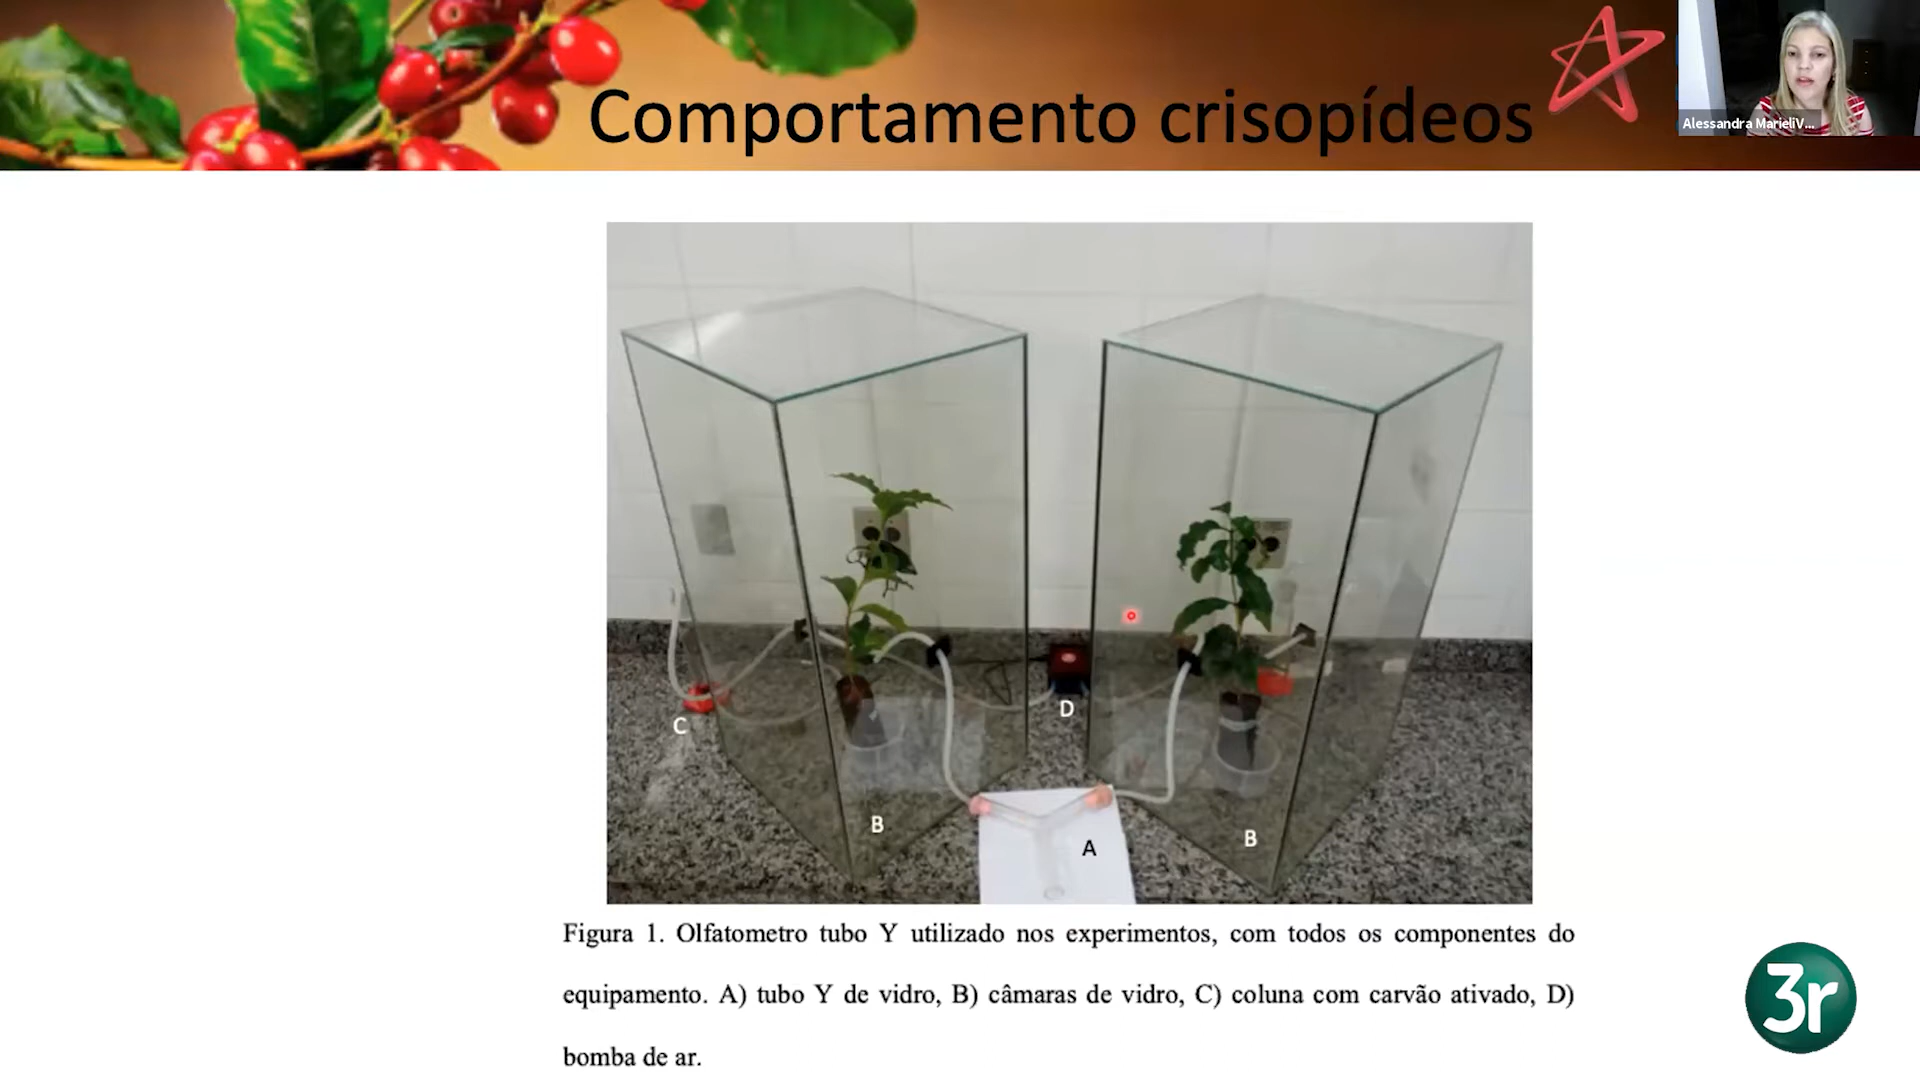 Comportamento crisopídeos
Alessandra MarieliV...
C
D
B
B
A
Figura 1. Olfatometro tubo Y utilizado nos experimentos, com todos os componentes do
equipamento. A) tubo Y de vidro, B) câmaras de vidro, C) coluna com carvão ativado, D)
bomba de ar.
3r